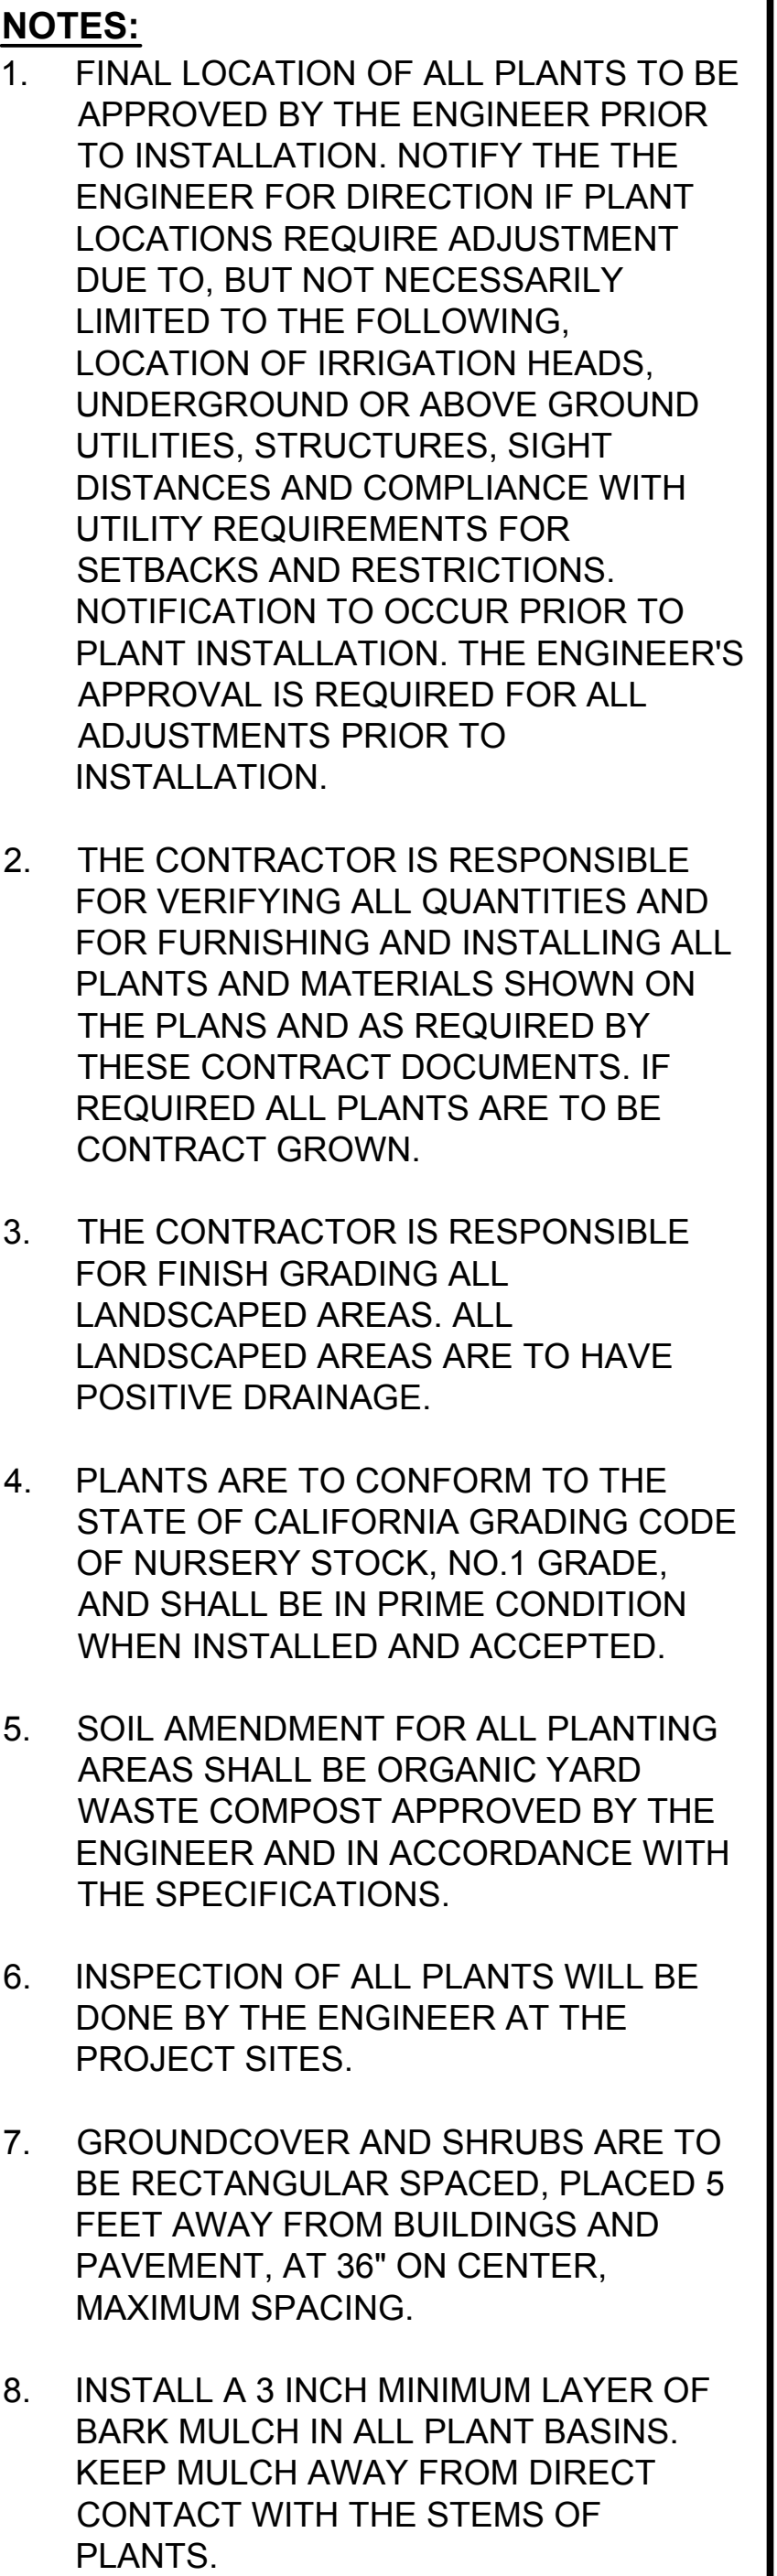 NOTES:
1. FINAL LOCATION OF ALL PLANTS TO BE
APPROVED BY THE ENGINEER PRIOR
TO INSTALLATION. NOTIFY THE THE
ENGINEER FOR DIRECTION IF PLANT
LOCATIONS REQUIRE ADJUSTMENT
DUE TO, BUT NOT NECESSARILY
LIMITED TO THE FOLLOWING,
LOCATION OF IRRIGATION HEADS,
UNDERGROUND OR ABOVE GROUND
UTILITIES, STRUCTURES, SIGHT
DISTANCES AND COMPLIANCE WITH
UTILITY REQUIREMENTS FOR
SETBACKS AND RESTRICTIONS.
NOTIFICATION TO OCCUR PRIOR TO
PLANT INSTALLATION. THE ENGINEER'S
APPROVAL IS REQUIRED FOR ALL
ADJUSTMENTS PRIOR TO
INSTALLATION.
2. THE CONTRACTOR IS RESPONSIBLE
FOR VERIFYING ALL QUANTITIES AND
FOR FURNISHING AND INSTALLING ALL
PLANTS AND MATERIALS SHOWN ON
THE PLANS AND AS REQUIRED BY
THESE CONTRACT DOCUMENTS. IF
REQUIRED ALL PLANTS ARE TO BE
CONTRACT GROWN.
3. THE CONTRACTOR IS RESPONSIBLE
FOR FINISH GRADING ALL
LANDSCAPED AREAS. ALL
LANDSCAPED AREAS ARE TO HAVE
POSITIVE DRAINAGE.
4. PLANTS ARE TO CONFORM TO THE
STATE OF CALIFORNIA GRADING CODE
OF NURSERY STOCK, NO.1 GRADE,
AND SHALL BE IN PRIME CONDITION
WHEN INSTALLED AND ACCEPTED.
5. SOIL AMENDMENT FOR ALL PLANTING
AREAS SHALL BE ORGANIC YARD
WASTE COMPOST APPROVED BY THE
ENGINEER AND IN ACCORDANCE WITH
THE SPECIFICATIONS.
6. INSPECTION OF ALL PLANTS WILL BE
DONE BY THE ENGINEER AT THE
PROJECT SITES.
7. GROUNDCOVER AND SHRUBS ARE TO
BE RECTANGULAR SPACED, PLACED 5
FEET AWAY FROM BUILDINGS AND
PAVEMENT, AT 36" ON CENTER,
MAXIMUM SPACING.
8. INSTALL A 3 INCH MINIMUM LAYER OF
BARK MULCH IN ALL PLANT BASINS.
KEEP MULCH AWAY FROM DIRECT
CONTACT WITH THE STEMS OF
PLANTS.